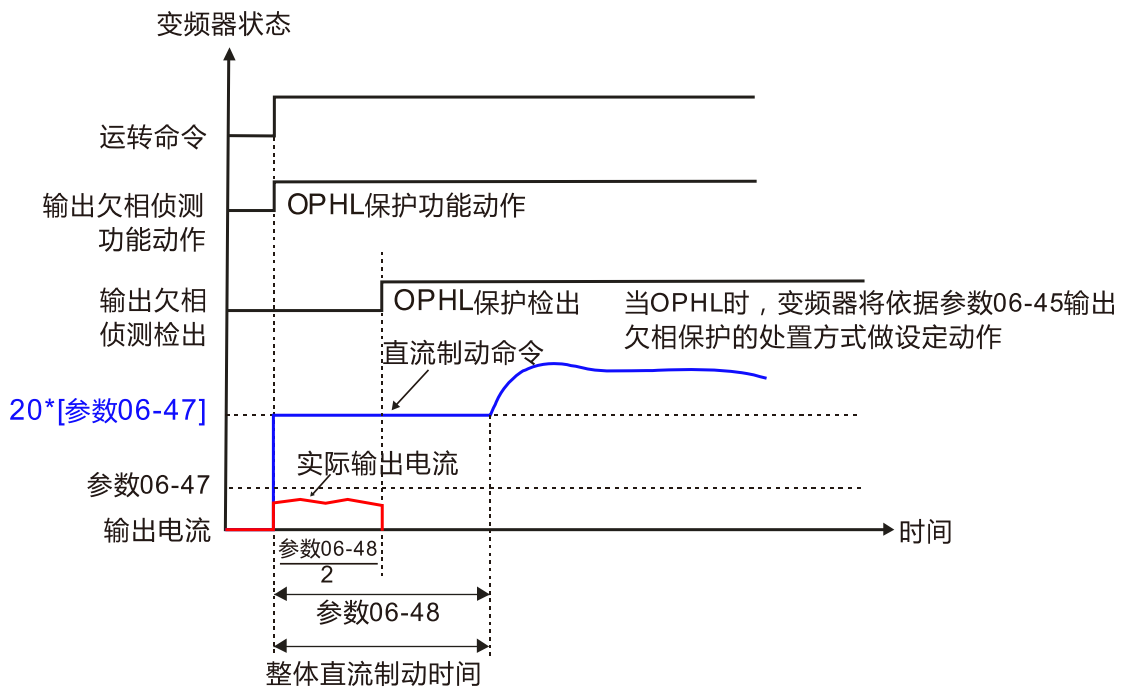 变频器状态
运转命令
输出欠相侦测
功能动作
OPHL保护功能动作
输出欠相
侦测检出
OPHL保护检出
当OPHL时，变频器将依据参数06-45输出
欠相保护的处置方式做设定动作
直流制动命令
20*[参数06-47]
实际输出电流
参数06-47
输出电流
时间
参数06-48
2
参数06-48
整体直流制动时间